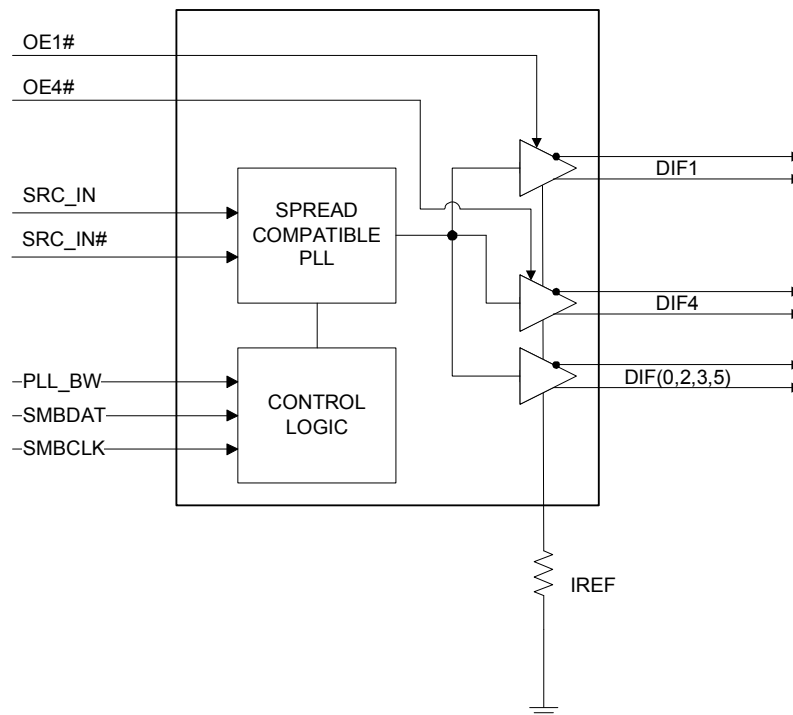 OE1#
OE4#
SRC_IN
SRC_IN#
SPREAD
COMPATIBLE
PLL
PLL_BW
SMBDAT
SMBCLK
CONTROL
LOGIC
DIF1
DIF4
DIF(0,2,3,5)
IREF